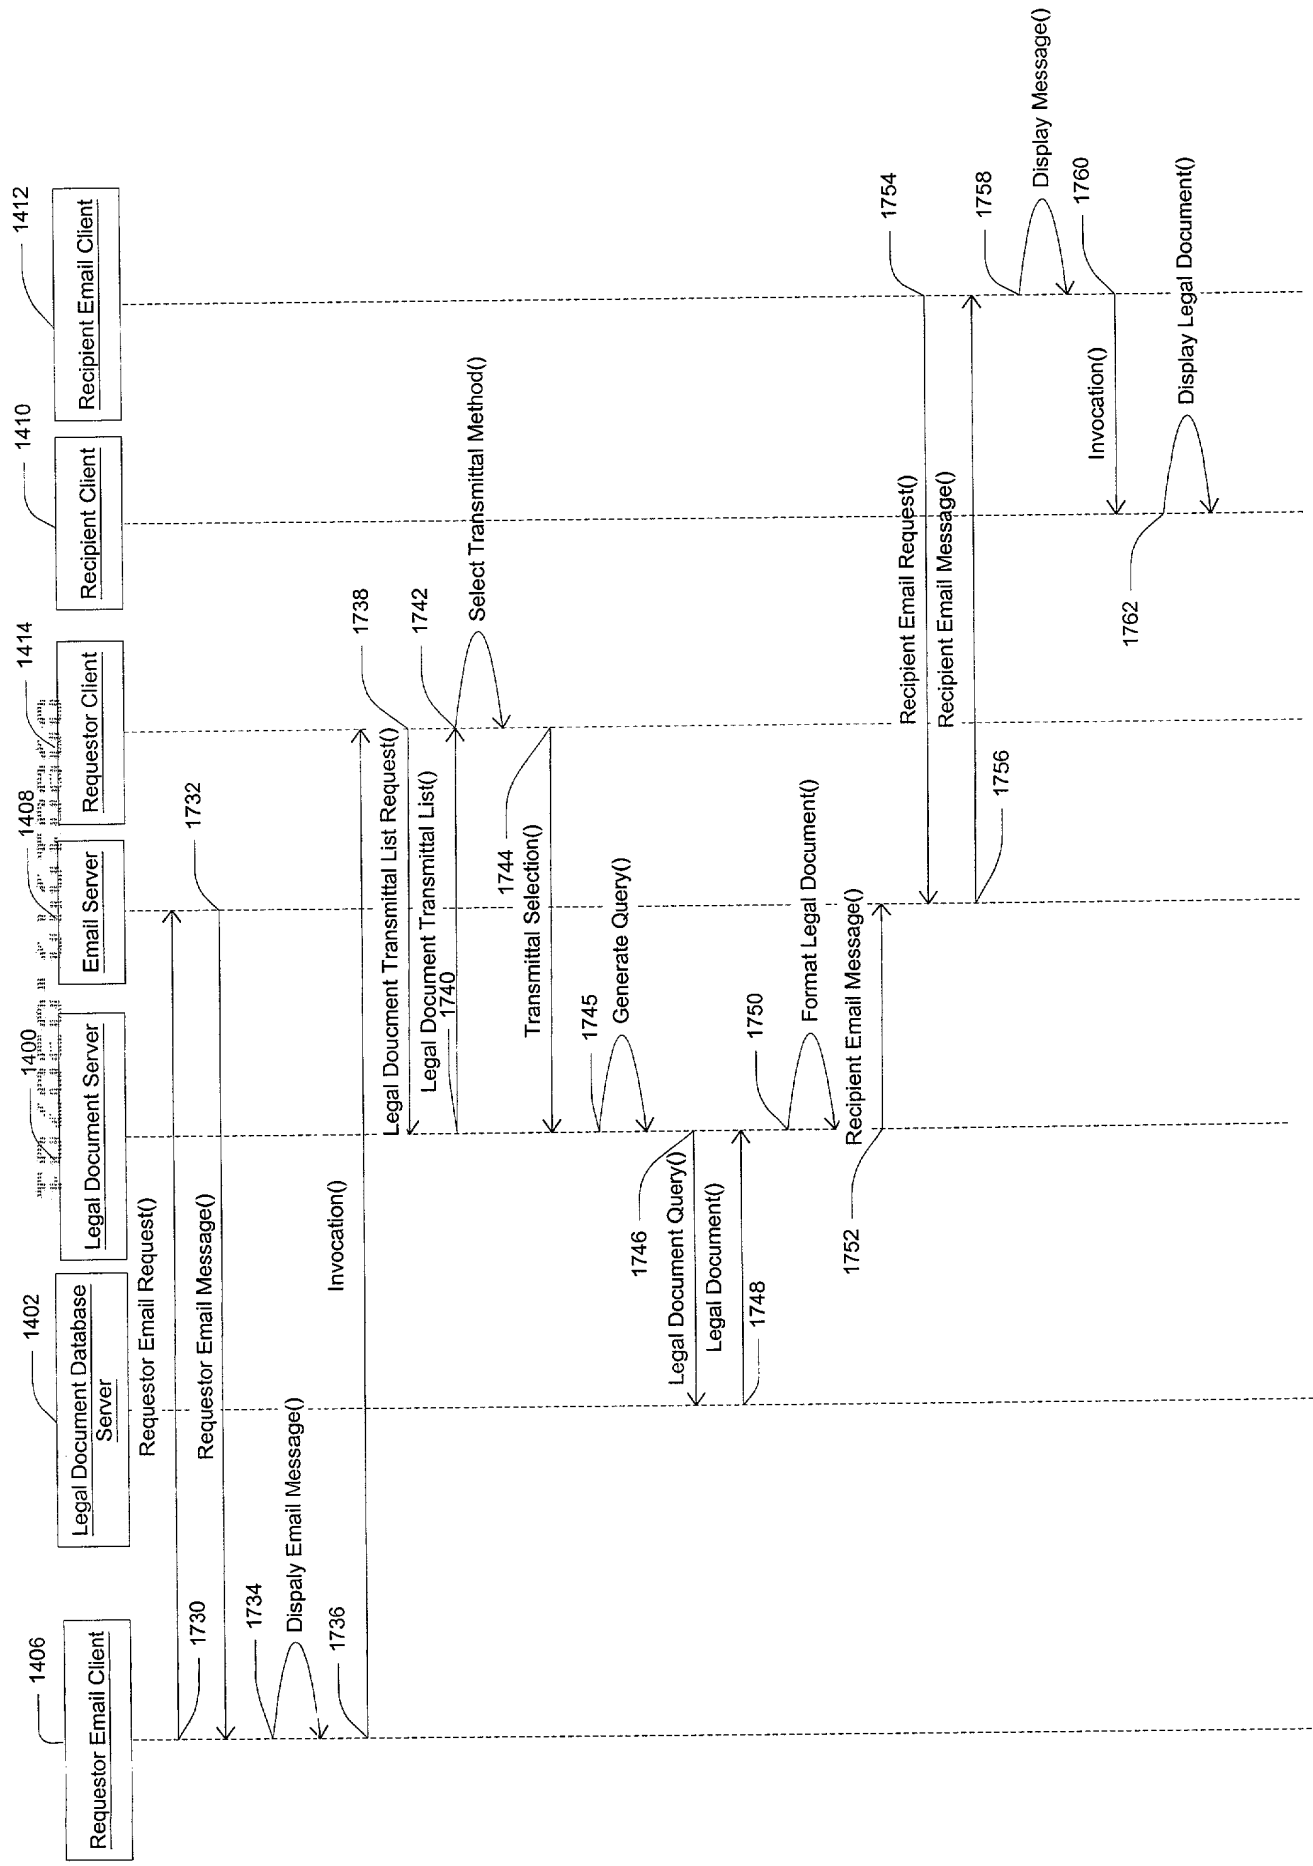 1406
1402
1400
1408
1414
1410
1412
Requestor Email Client
Legal Document Database
Server
Legal Document Server
Email Server
Requestor Client
Recipient Client
Recipient Email Client
Requestor Email Request()
1730
Requestor Email Message()
1732
1734
Dispaly Email Message()
1736
Invocation()
1738
Legal Doucment Transmittal List Request()
1742
Legal Document Transmittal List()
1740
Select Transmittal Method()
1744
Transmittal Selection()
1745
Generate Query()
1746
Legal Document Query()
Legal Document()
1748
1750
Format Legal Document()
1752
Recipient Email Message()
1754
Recipient Email Request()
Recipient Email Message()
1756
1758
Display Message()
1760
Invocation()
1762
Display Legal Document()